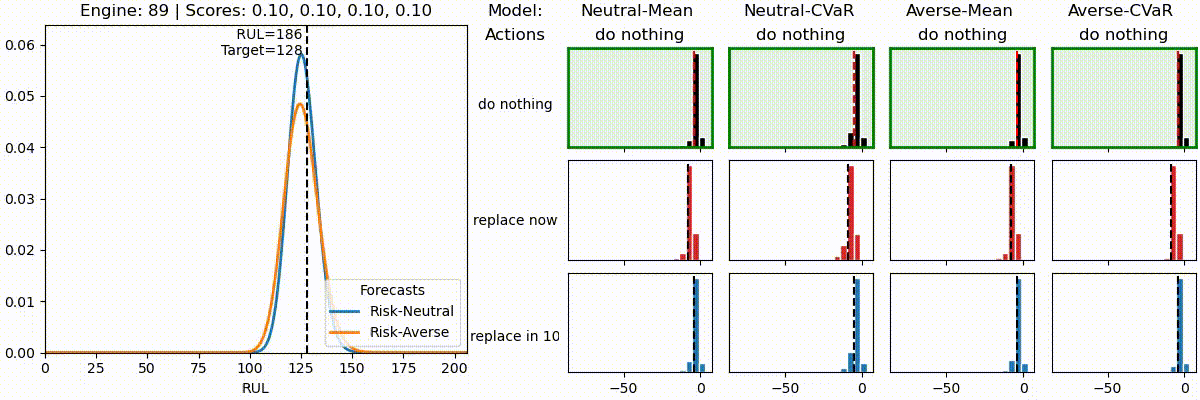 Engine: 89 | Scores: 0.10, 0.10, 0.10, 0.10
RUL=186
Target=128
0.06
0.05
0.04
0.03
0.02
0.01
0.00
0 25 50 75 100 125 150 175 200
RUL
Forecasts
Risk-Neutral
Risk-Averse
Model: Neutral-Mean Neutral-CVaR Averse-Mean Averse-CVaR
Actions do nothing do nothing do nothing do nothing
do nothing
replace now
replace in 10
−50 0 −50 0 −50 0 −50 0